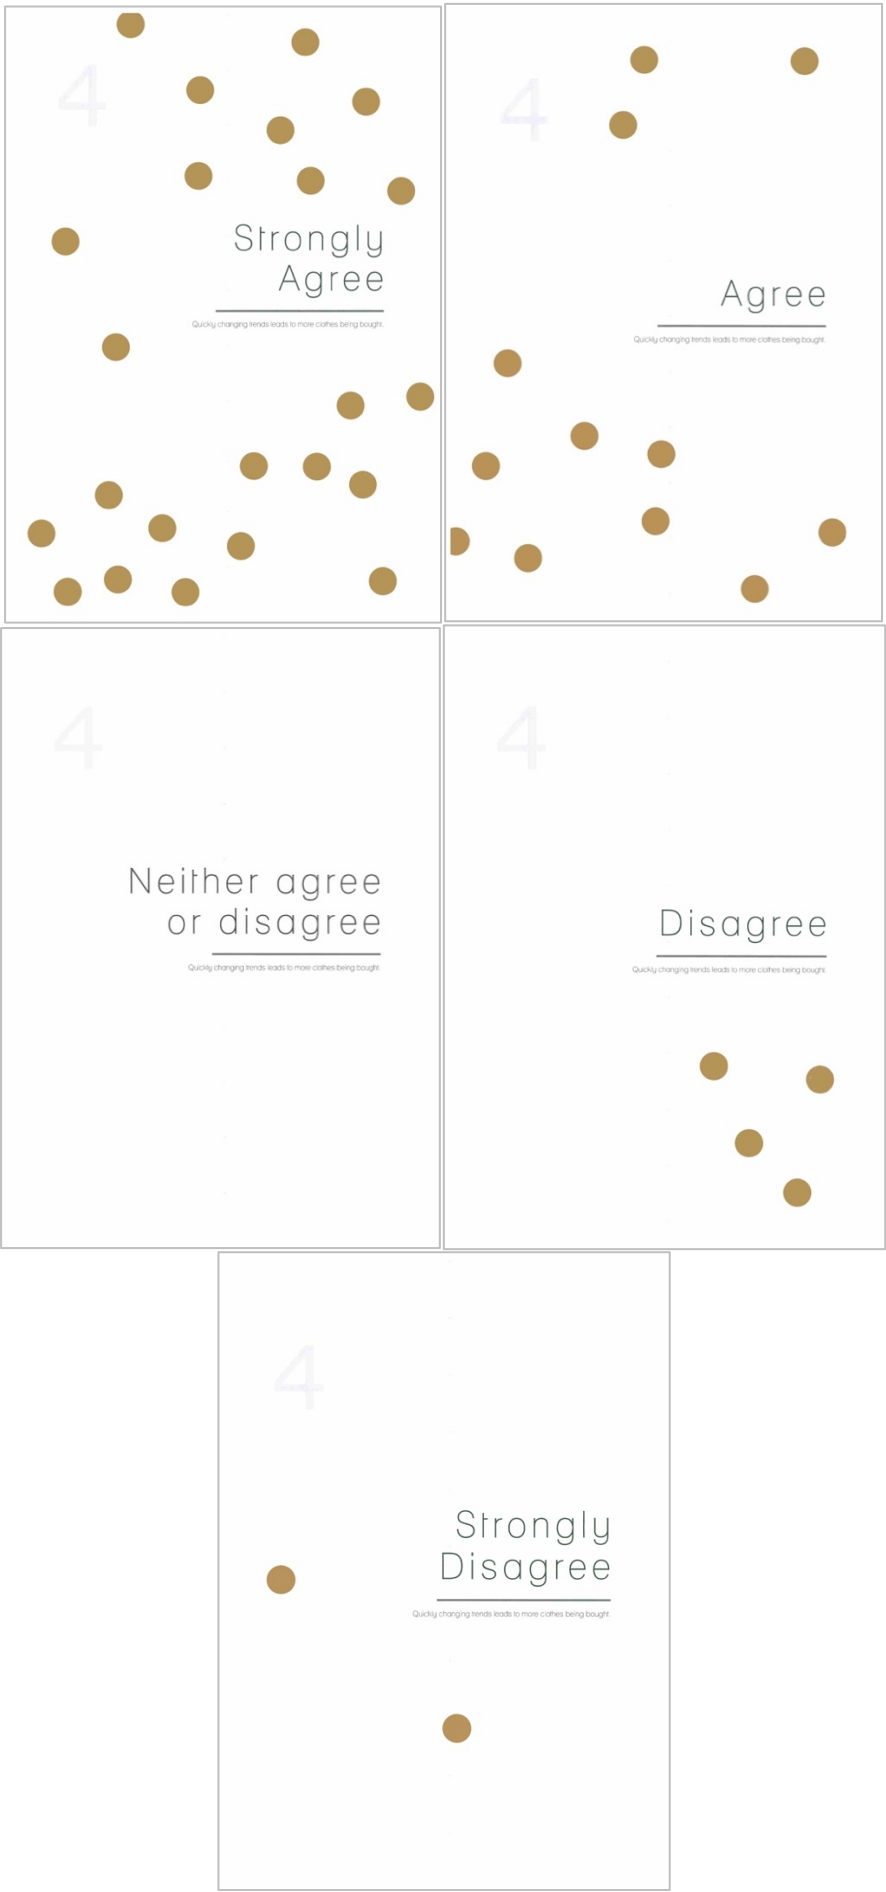 4
Strongly
Agree
Quickly changing trends leads to more clothes being bought.
4
Agree
Quickly changing trends leads to more clothes being bought.
4
Neither agree
or disagree
Quickly changing trends leads to more clothes being bought.
4
Disagree
Quickly changing trends leads to more clothes being bought.
4
Strongly
Disagree
Quickly changing trends leads to more clothes being bought.